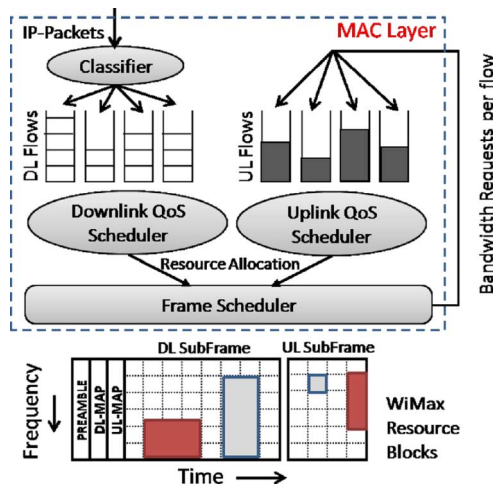 IP-Packets
MAC Layer
Classifier
DL Flows
UL Flows
Bandwidth Requests per flow
Downlink QoS
Scheduler
Uplink QoS
Scheduler
Resource Allocation
Frame Scheduler
DL SubFrame
UL SubFrame
Frequency
PREAMBLE
DL-MAP
UL-MAP
WiMax
Resource
Blocks
Time